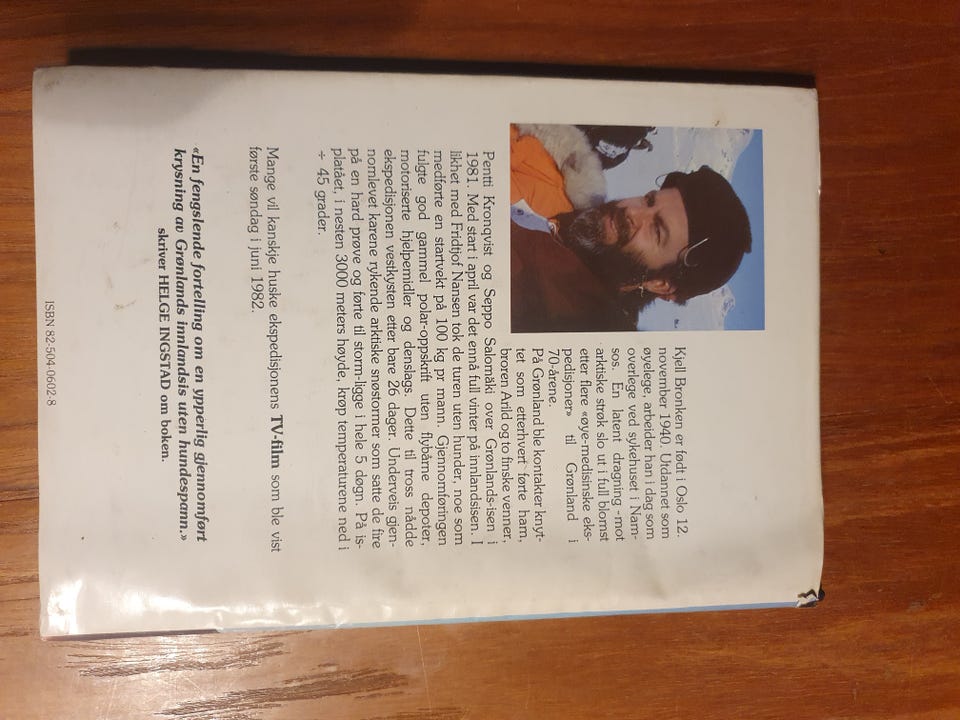 Kjell Bronken er født i Oslo 12.
november 1940. Utdannet som
øyelege, arbeider han i dag som
overlege ved sykehuset i Nam-
sos. En latent dragning -mot
arktiske strøk slo ut i full blomst
etter flere «øye-medisinske eks-
pedisjoner» til Grønland i
70-årene.
På Grønland ble kontakter knyt-
tet som etterhvert førte ham,
broren Arild og to finske venner,
Pentti Kronqvist og Seppo Salomäki over Grønlands-isen i
1981. Med start i april var det ennå full vinter på innlandsisen. I
likhet med Fridtjof Nansen tok de turen uten hunder, noe som
medførte en startvekt på 100 kg pr mann. Gjennomføringen
fulgte god gammel polar-oppskrift uten flybårne depoter,
motoriserte hjelpemidler og denslags. Dette til tross nådde
ekspedisjonen vestkysten etter bare 26 dager. Underveis gjen-
nomlevet karene rykende arktiske snøstormer som satte de fire
på en hard prøve og førte til storm-ligge i hele 5 døgn. På is-
platået, i nesten 3000 meters høyde, krøp temperaturene ned i
÷ 45 grader.
Mange vil kanskje huske ekspedisjonens TV-film som ble vist
første søndag i juni 1982.
«En fengslende fortelling om en ypperlig gjennomført
krysning av Grønlands innlandsis uten hundespann.»
skriver HELGE INGSTAD om boken.
ISBN 82-504-0602-8